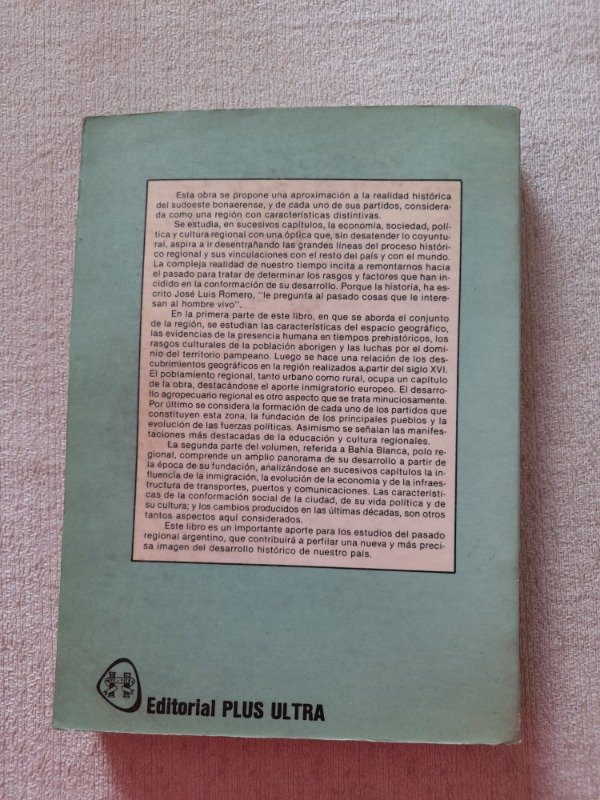 Esta obra se propone una aproximación a la realidad histórica
del sudoeste bonaerense, y de cada uno de sus partidos, considera-
da como una región con características distintivas.
Se estudia, en sucesivos capítulos, la economía, sociedad, polí-
tica y cultura regional con una óptica que, sin desatender lo coyuntu-
ral, aspira a ir desentrañando las grandes líneas del proceso históri-
co regional y sus vinculaciones con el resto del país y con el mundo.
La compleja realidad de nuestro tiempo incita a remontarnos hacia
el pasado para tratar de determinar los rasgos y factores que han in-
cidido en la conformación de su desarrollo. Porque la historia, ha es-
crito José Luis Romero, "le pregunta al pasado cosas que le intere-
san al hombre vivo".
En la primera parte de este libro, en que se aborda el conjunto
de la región, se estudian las características del espacio geográfico,
las evidencias de la presencia humana en tiempos prehistóricos, los
rasgos culturales de la población aborigen y las luchas por el domi-
nio del territorio pampeano. Luego se hace una relación de los des-
cubrimientos geográficos en la región realizados a partir del siglo XVI.
El poblamiento regional, tanto urbano como rural, ocupa un capítulo
de la obra, destacándose el aporte inmigratorio europeo. El desarro-
llo agropecuario regional es otro aspecto que se trata minuciosamente.
Por último se considera la formación de cada uno de los partidos que
constituyen esta zona, la fundación de los principales pueblos y la
evolución de las fuerzas políticas. Asimismo se señalan las manifes-
taciones más destacadas de la educación y cultura regionales.
La segunda parte del volumen, referida a Bahía Blanca, polo re-
gional, comprende un amplio panorama de su desarrollo a partir de
la época de su fundación, analizándose en sucesivos capítulos la in-
fluencia de la inmigración, la evolución de la economía y de la infraes-
tructura de transportes, puertos y comunicaciones. Las característi-
cas de la conformación social de la ciudad, de su vida política y de
su cultura; y los cambios producidos en las últimas décadas, son otros
tantos aspectos aquí considerados.
Este libro es un importante aporte para los estudios del pasado
regional argentino, que contribuirá a perfilar una nueva y más preci-
sa imagen del desarrollo histórico de nuestro país.
Editorial PLUS ULTRA